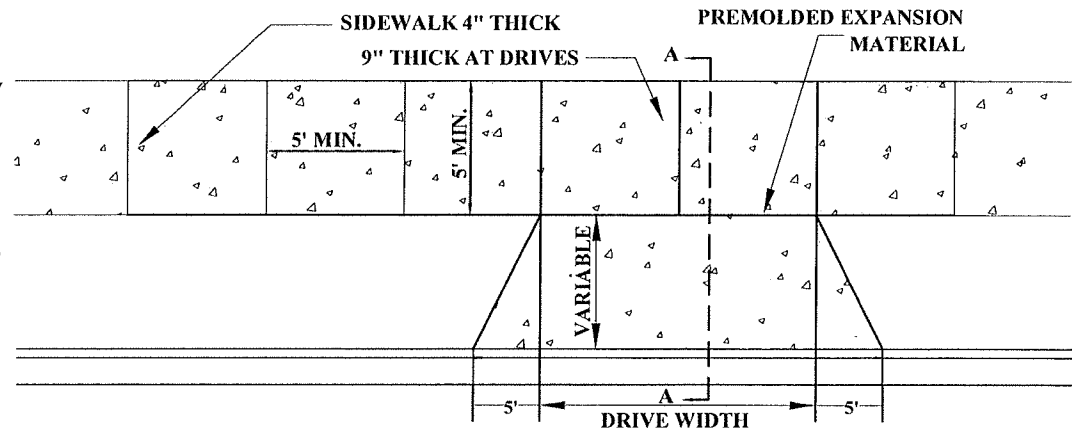 SIDEWALK 4" THICK
PREMOLDED EXPANSION
MATERIAL
9" THICK AT DRIVES
A
5' MIN.
5' MIN.
VARIABLE
A
5'
DRIVE WIDTH
5'